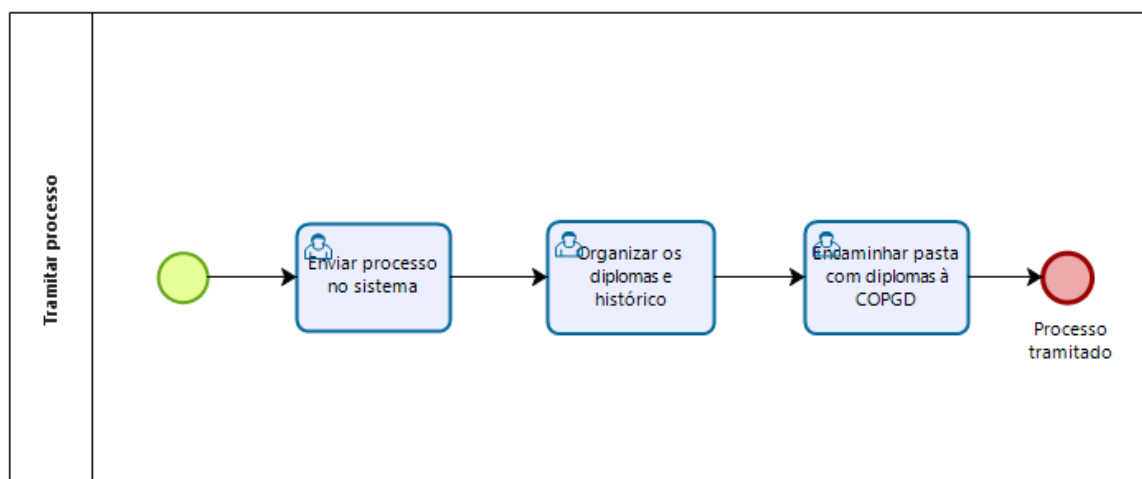 Tramitar processo
Enviar processo
no sistema
Organizar os
diplomas e
histórico
Encaminhar pasta
com diplomas à
COPGD
Processo
tramitado